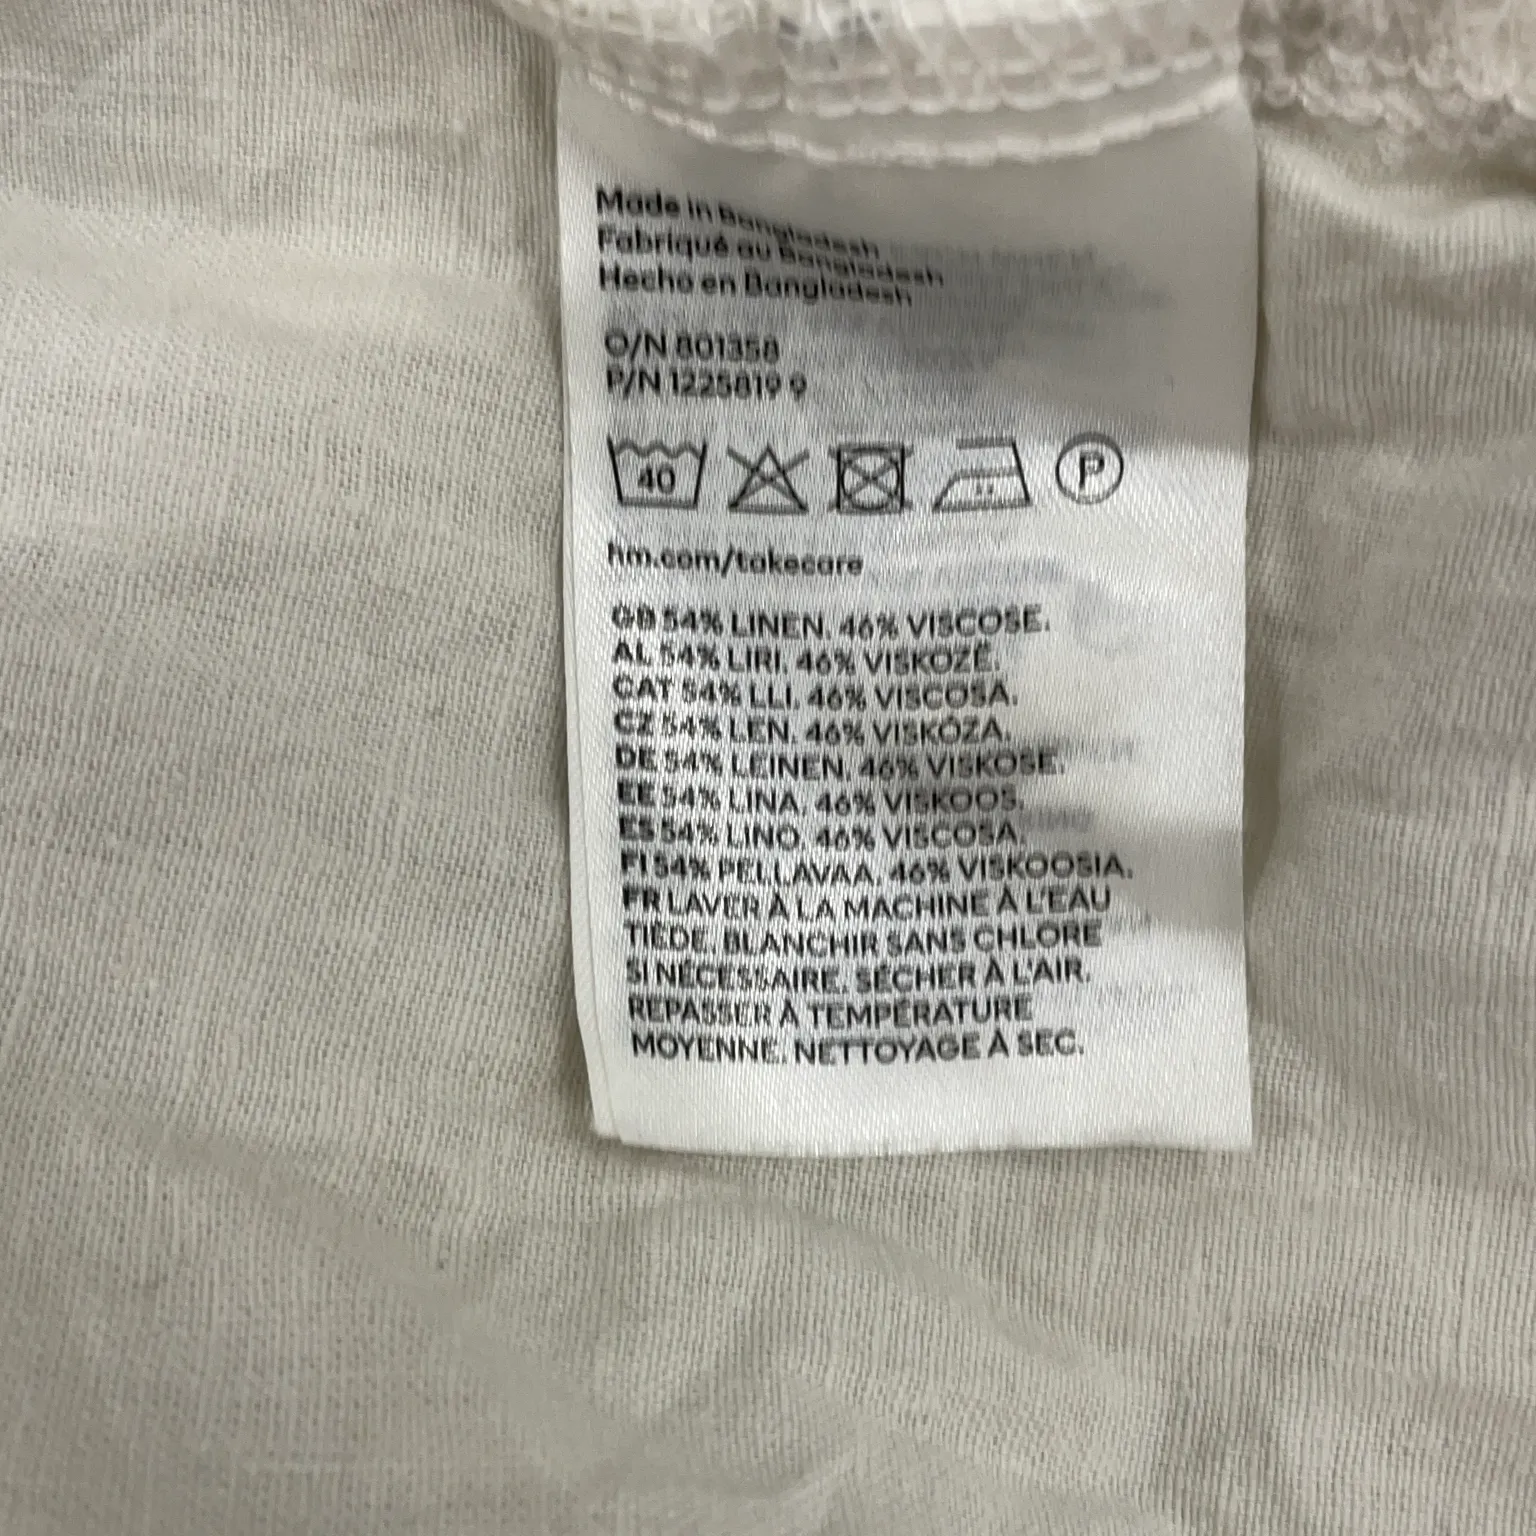 Made in Bangladesh
Fabriqué au Bangladesh
Hecho en Bangladesh
O/N 801358
P/N 1225819 9
40
P
hm.com/takecare
GB 54% LINEN, 46% VISCOSE.
AL 54% LIRI, 46% VISKOZË.
CAT 54% LLI, 46% VISCOSA.
CZ 54% LEN, 46% VISKÓZA.
DE 54% LEINEN, 46% VISKOSE.
EE 54% LINA, 46% VISKOOS.
ES 54% LINO, 46% VISCOSA.
FI 54% PELLAVAA, 46% VISKOOSIA.
FR LAVER À LA MACHINE À L'EAU
TIÈDE. BLANCHIR SANS CHLORE
SI NÉCESSAIRE. SÉCHER À L'AIR.
REPASSER À TEMPÉRATURE
MOYENNE. NETTOYAGE À SEC.